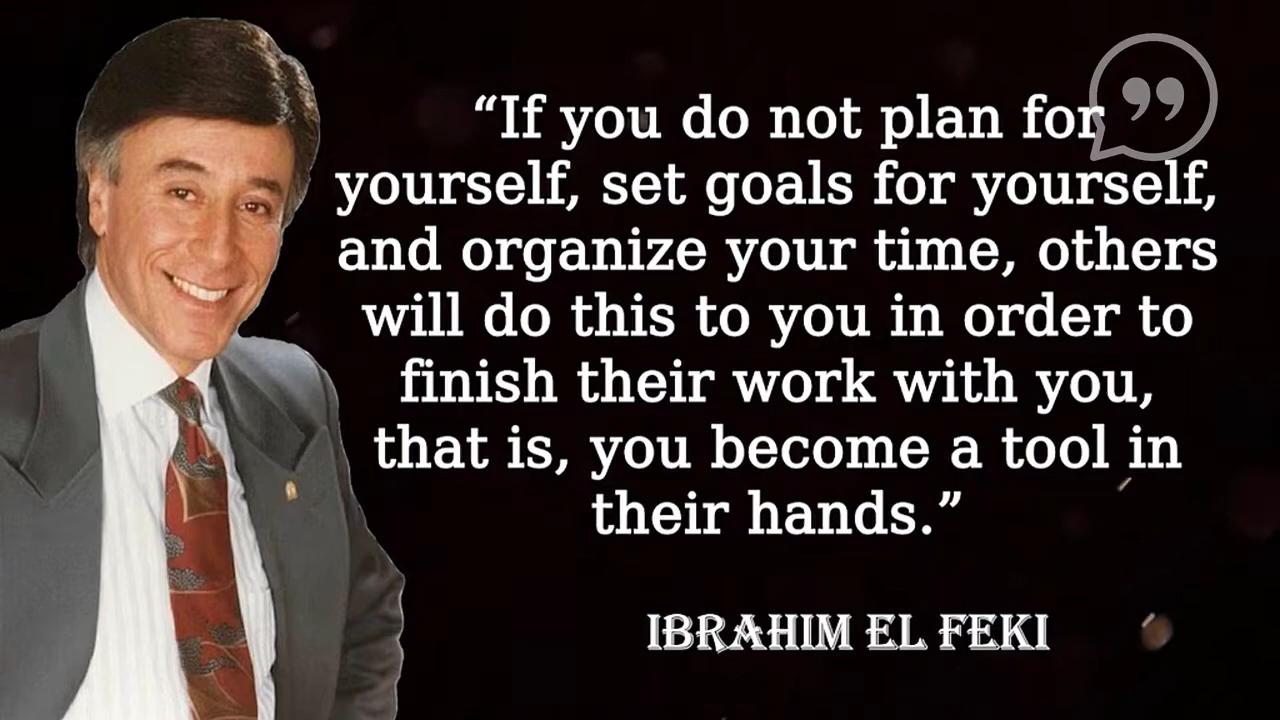 “If you do not plan for
yourself, set goals for yourself,
and organize your time, others
will do this to you in order to
finish their work with you,
that is, you become a tool in
their hands.”
IBRAHIM EL FEKI